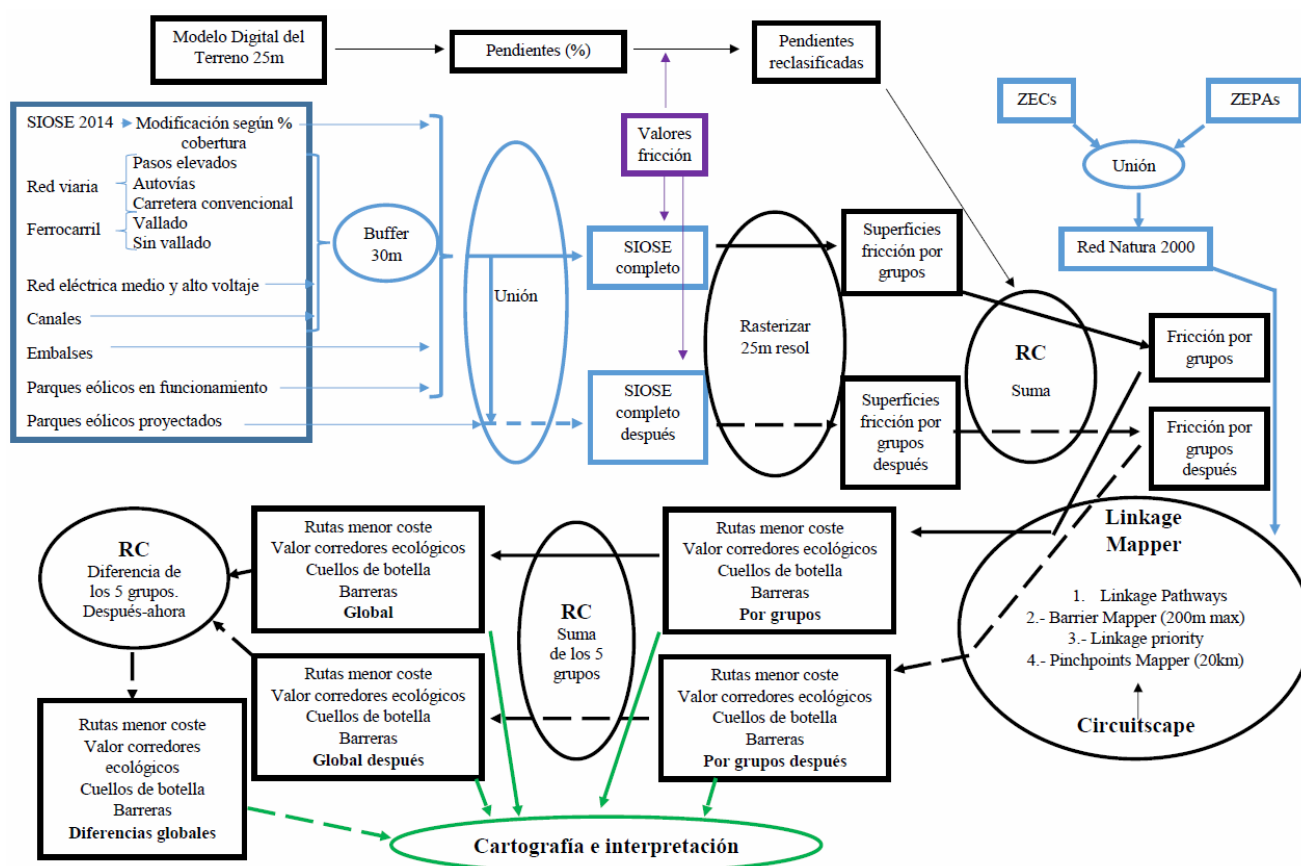 Modelo Digital del
Terreno 25m
Pendientes (%)
Pendientes
reclasificadas
ZECs
ZEPAs
Unión
Red Natura 2000
Valores
fricción
SIOSE 2014
Modificación según %
cobertura
Red viaria
Pasos elevados
Autovías
Carretera convencional
Ferrocarril
Vallado
Sin vallado
Red eléctrica medio y alto voltaje
Canales
Embalses
Parques eólicos en funcionamiento
Parques eólicos proyectados
Buffer
30m
Unión
SIOSE
completo
SIOSE
completo
después
Rasterizar
25m resol
Superficies
fricción por
grupos
Superfícies
fricción por
grupos
después
RC
Suma
Fricción por
grupos
Fricción por
grupos
después
Linkage
Mapper
1. Linkage Pathways
2.- Barrier Mapper (200m max)
3.- Linkage priority
4.- Pinchpoints Mapper (20km)
Circuitscape
Rutas menor coste
Valor corredores ecológicos
Cuellos de botella
Barreras
Por grupos
Rutas menor coste
Valor corredores ecológicos
Cuellos de botella
Barreras
Por grupos después
RC
Suma
de los 5
grupos
Rutas menor coste
Valor corredores ecológicos
Cuellos de botella
Barreras
Global
Rutas menor coste
Valor corredores ecológicos
Cuellos de botella
Barreras
Global después
RC
Diferencia de
los 5 grupos.
Después-ahora
Rutas menor coste
Valor corredores
ecológicos
Cuellos de botella
Barreras
Diferencias globales
Cartografía e interpretación